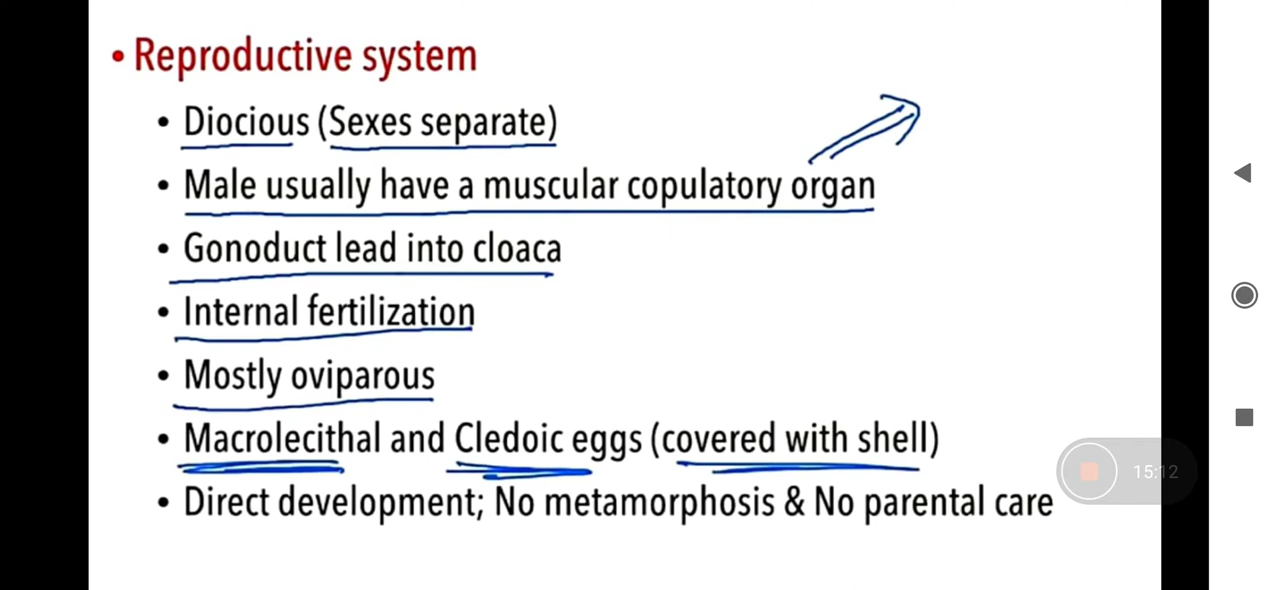 • Reproductive system
• Diocious (Sexes separate)
• Male usually have a muscular copulatory organ
• Gonoduct lead into cloaca
• Internal fertilization
• Mostly oviparous
• Macrolecithal and Cledoic eggs (covered with shell)
• Direct development; No metamorphosis & No parental care
15:12